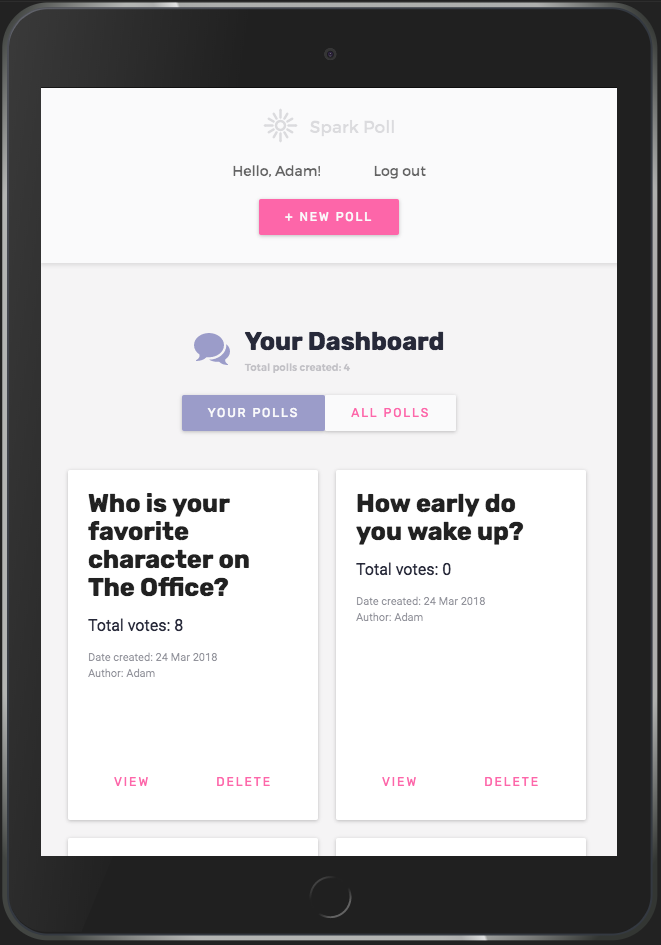 Spark Poll
Hello, Adam! Log out
+ NEW POLL
Your Dashboard
Total polls created: 4
YOUR POLLS ALL POLLS
Who is your
favorite
character on
The Office?
Total votes: 8
Date created: 24 Mar 2018
Author: Adam
VIEW DELETE
How early do
you wake up?
Total votes: 0
Date created: 24 Mar 2018
Author: Adam
VIEW DELETE